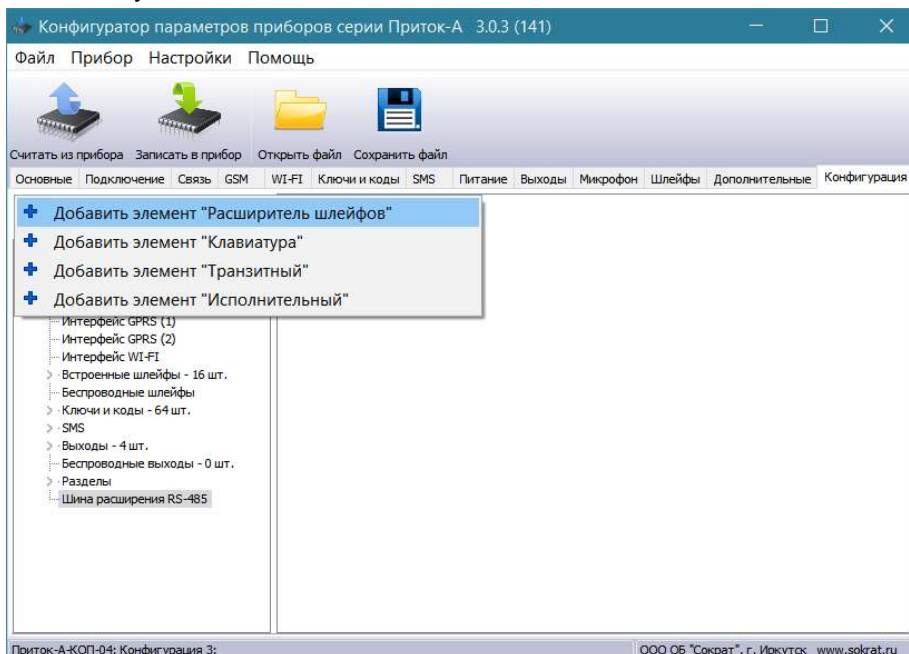 Конфигуратор параметров приборов серии Приток-А 3.0.3 (141)
Файл Прибор Настройки Помощь
Считать из прибора Записать в прибор Открыть файл Сохранить файл
Основные Подключение Связь GSM WI-FI Ключи и коды SMS Питание Выходы Микрофон Шлейфы Дополнительные Конфигурация
Добавить элемент "Расширитель шлейфов"
Добавить элемент "Клавиатура"
Добавить элемент "Транзитный"
Добавить элемент "Исполнительный"
Интерфейс GPRS (1)
Интерфейс GPRS (2)
Интерфейс WI-FI
Встроенные шлейфы - 16 шт.
Беспроводные шлейфы
Ключи и коды - 64 шт.
SMS
Выходы - 4 шт.
Беспроводные выходы - 0 шт.
Разделы
Шина расширения RS-485
Приток-А-КОП-04: Конфигурация 3: ООО ОБ "Сократ", г. Иркутск www.sokrat.ru